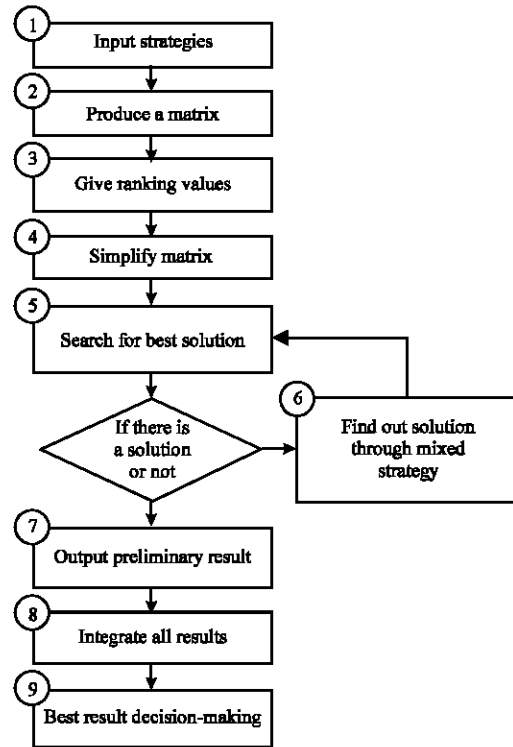 1
Input strategies
2
Produce a matrix
3
Give ranking values
4
Simplify matrix
5
Search for best solution
If there is
a solution
or not
6
Find out solution
through mixed
strategy
7
Output preliminary result
8
Integrate all results
9
Best result decision-making